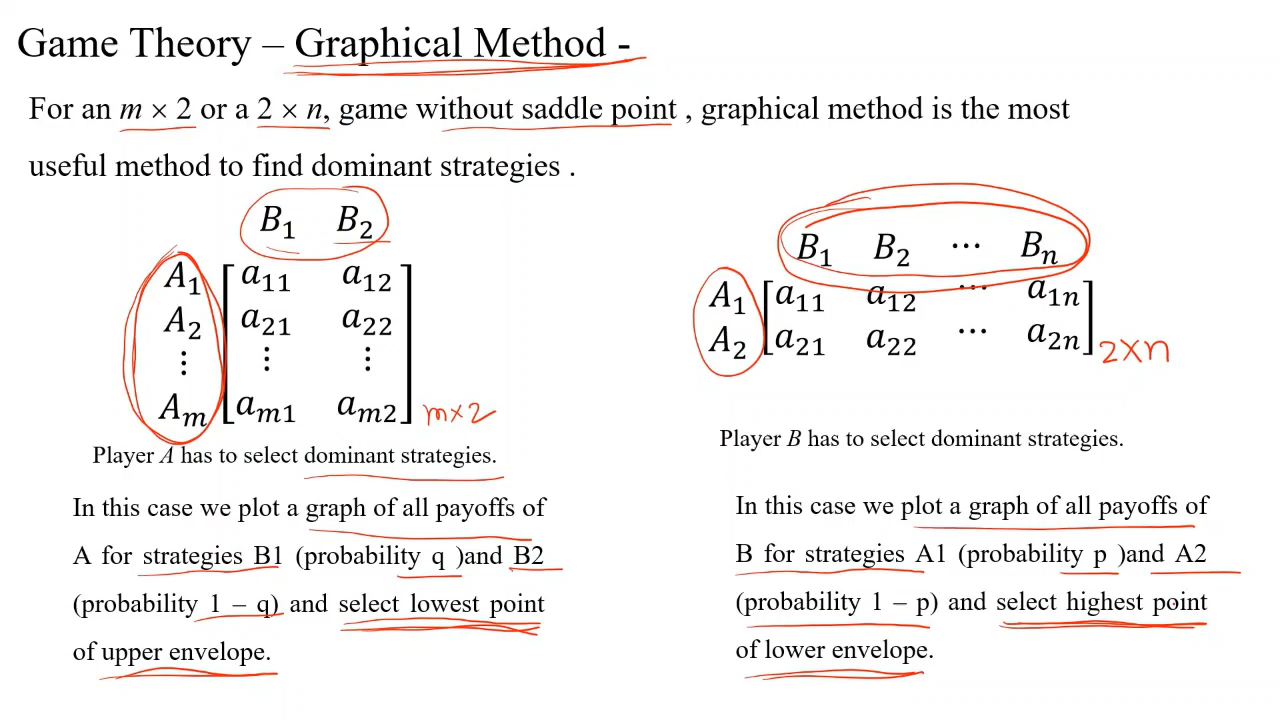 Game Theory – Graphical Method -
For an m × 2 or a 2 × n, game without saddle point , graphical method is the most
useful method to find dominant strategies .
B₁ B₂
A₁ a₁₁ a₁₂
A₂ a₂₁ a₂₂
⋮ ⋮ ⋮
Aₘ aₘ₁ aₘ₂
m×2
Player A has to select dominant strategies.
In this case we plot a graph of all payoffs of
A for strategies B1 (probability q )and B2
(probability 1 – q) and select lowest point
of upper envelope.
B₁ B₂ ⋯ Bₙ
A₁ a₁₁ a₁₂ ⋯ a₁ₙ
A₂ a₂₁ a₂₂ ⋯ a₂ₙ
2×n
Player B has to select dominant strategies.
In this case we plot a graph of all payoffs of
B for strategies A1 (probability p )and A2
(probability 1 – p) and select highest point
of lower envelope.